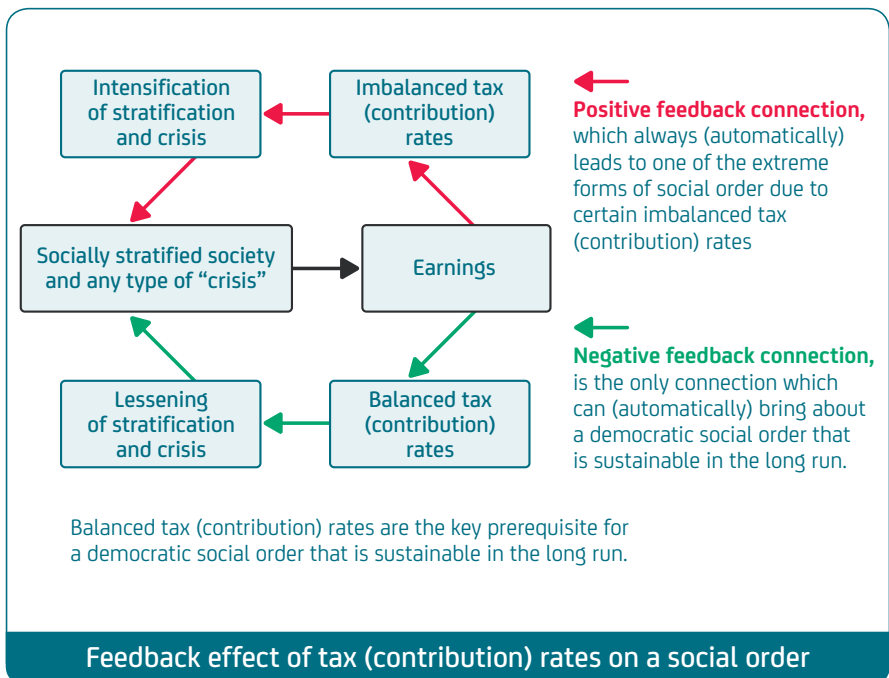 Intensification
of stratification
and crisis
Imbalanced tax
(contribution)
rates
Positive feedback connection,
which always (automatically)
leads to one of the extreme
forms of social order due to
certain imbalanced tax
(contribution) rates
Socially stratified society
and any type of “crisis”
Earnings
Negative feedback connection,
is the only connection which
can (automatically) bring about
a democratic social order that
is sustainable in the long run.
Lessening
of stratification
and crisis
Balanced tax
(contribution)
rates
Balanced tax (contribution) rates are the key prerequisite for
a democratic social order that is sustainable in the long run.
Feedback effect of tax (contribution) rates on a social order